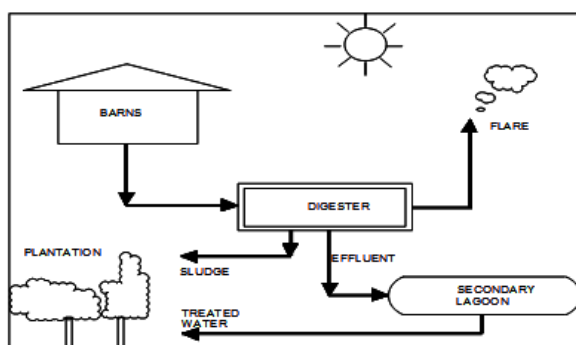 BARNS
FLARE
DIGESTER
PLANTATION
SLUDGE
EFFLUENT
SECONDARY
LAGOON
TREATED
WATER